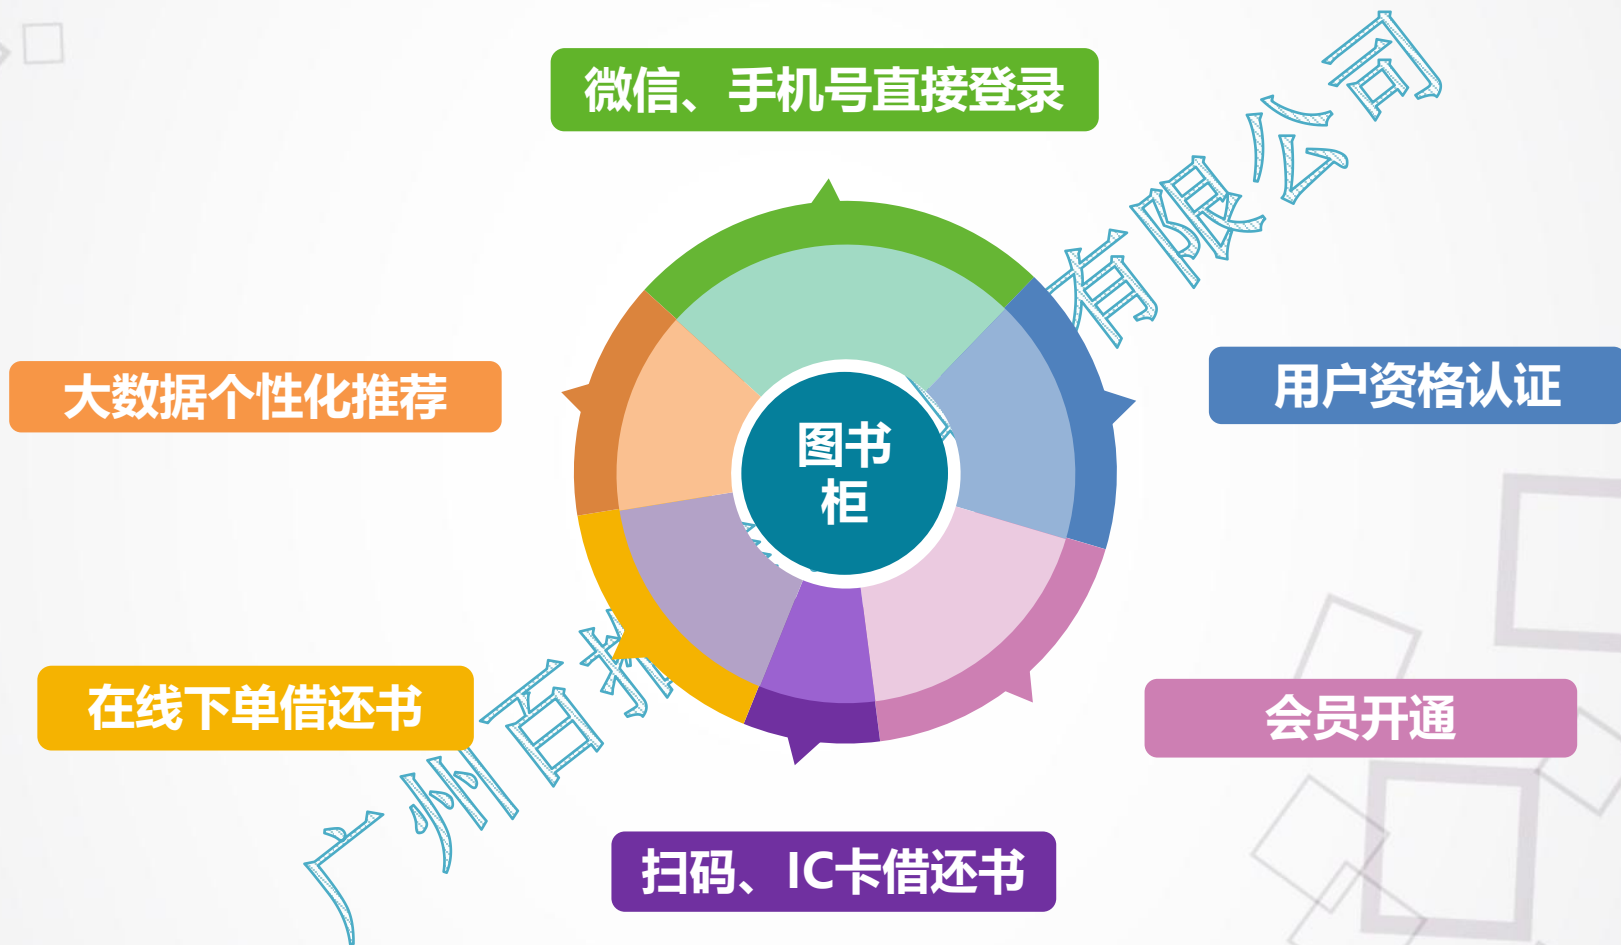 微信、手机号直接登录
大数据个性化推荐
用户资格认证
图书
柜
在线下单借还书
会员开通
扫码、IC卡借还书
广州百
有限公司